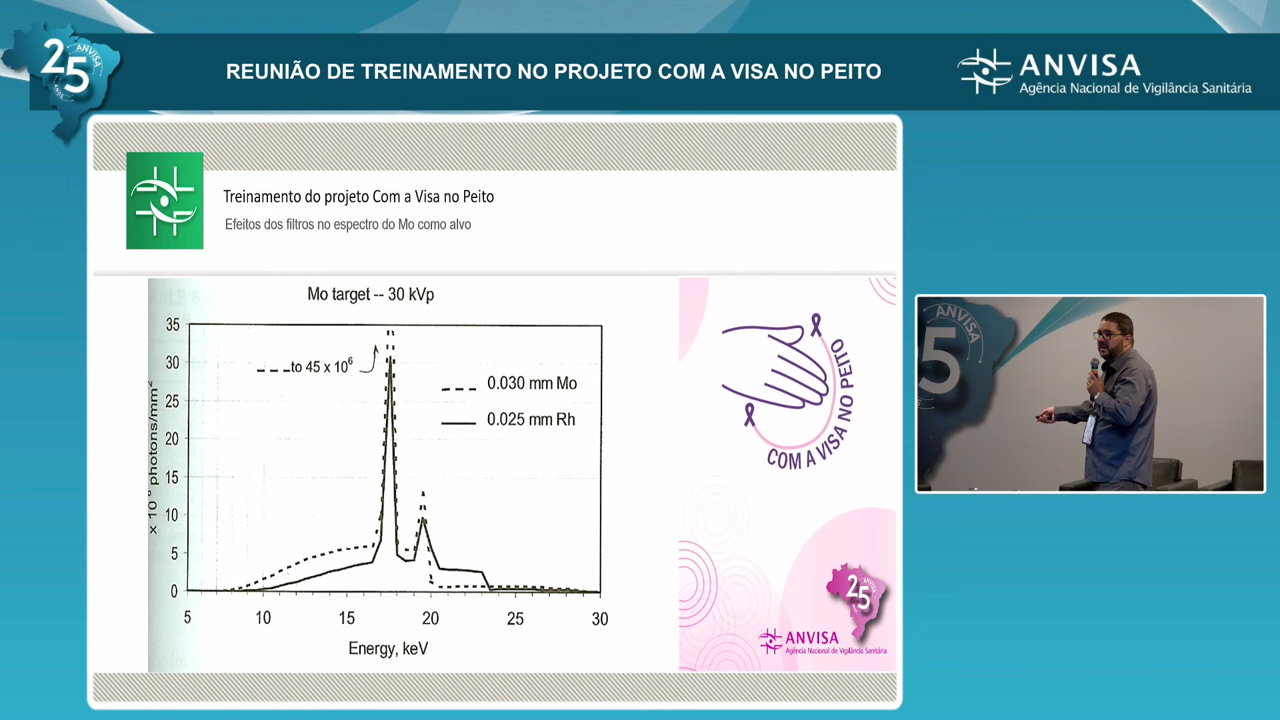 25
ANVISA
ANOS
REUNIÃO DE TREINAMENTO NO PROJETO COM A VISA NO PEITO
ANVISA
Agência Nacional de Vigilância Sanitária
Treinamento do projeto Com a Visa no Peito
Efeitos dos filtros no espectro do Mo como alvo
Mo target -- 30 kVp
35
30
25
20
15
10
5
0
to 45 x 10⁶
0.030 mm Mo
0.025 mm Rh
photons/mm²
5
10
15
20
25
30
Energy, keV
COM A VISA NO PEITO
25
ANVISA
ANVISA
Agência Nacional de Vigilância Sanitária
ANVISA
5